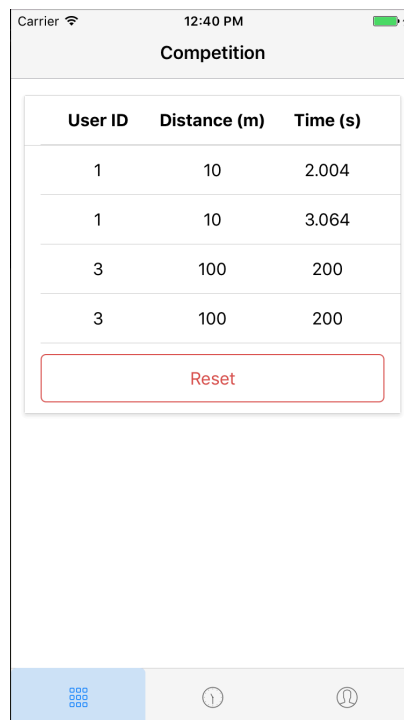 Carrier 12:40 PM
Competition
User ID Distance (m) Time (s)
1 10 2.004
1 10 3.064
3 100 200
3 100 200
Reset